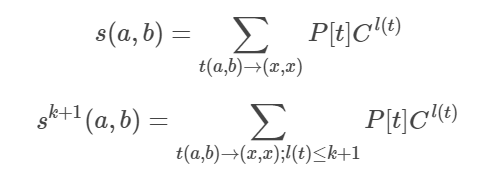 s(a,b) = ∑_{t(a,b)→(x,x)} P[t]C^{l(t)}
s^{k+1}(a,b) = ∑_{t(a,b)→(x,x);l(t)≤k+1} P[t]C^{l(t)}